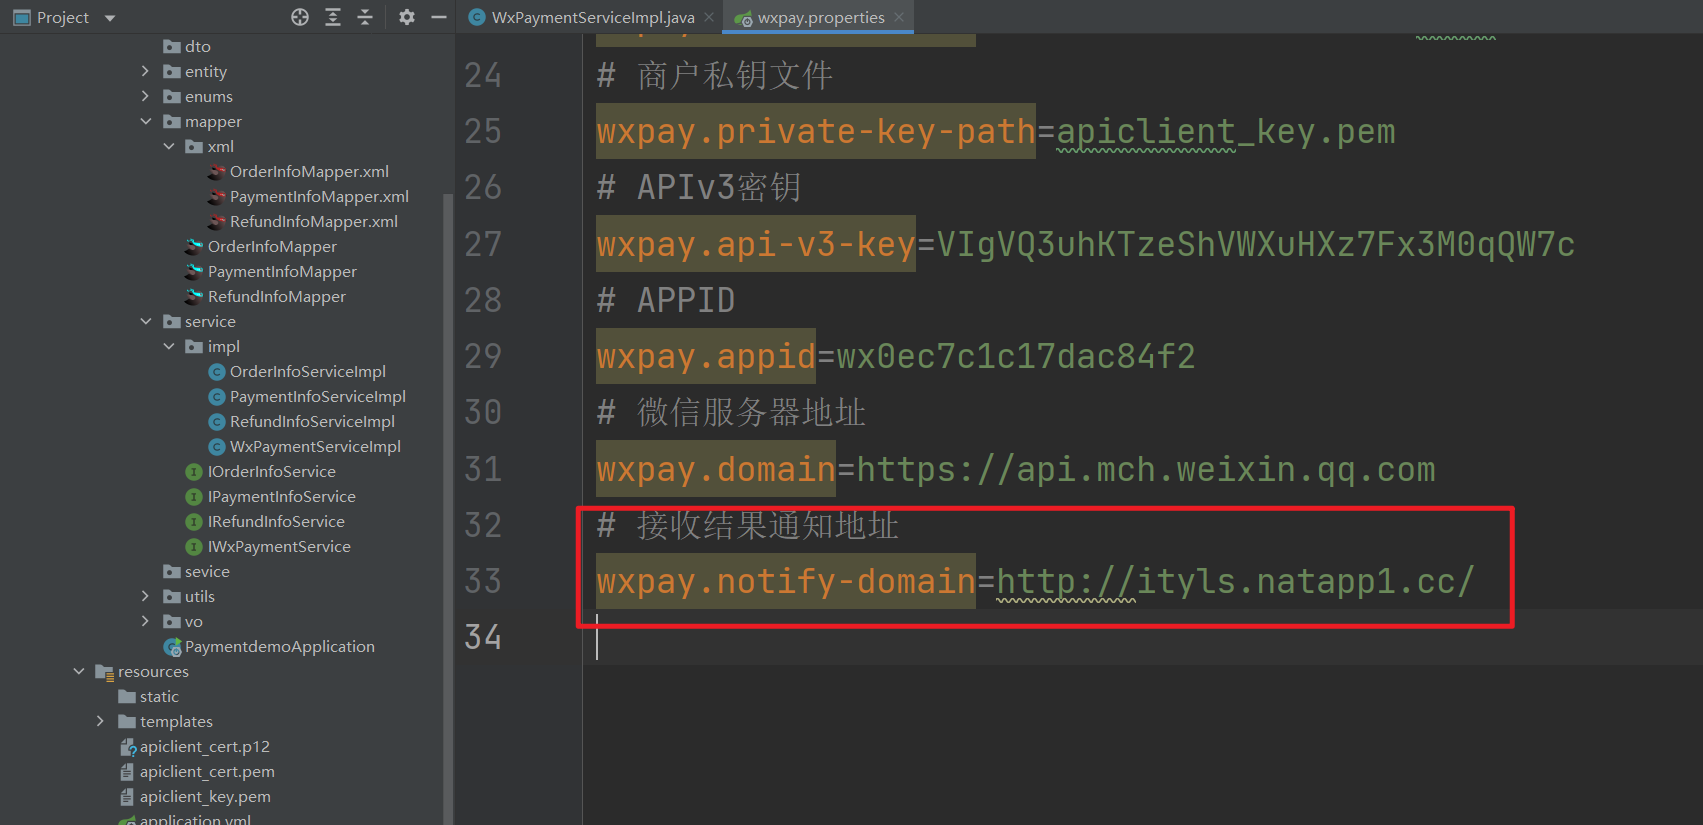 Project
WxPaymentServiceImpl.java
wxpay.properties
dto
entity
enums
mapper
xml
OrderInfoMapper.xml
PaymentInfoMapper.xml
RefundInfoMapper.xml
OrderInfoMapper
PaymentInfoMapper
RefundInfoMapper
service
impl
OrderInfoServiceImpl
PaymentInfoServiceImpl
RefundInfoServiceImpl
WxPaymentServiceImpl
IOrderInfoService
IPaymentInfoService
IRefundInfoService
IWxPaymentService
sevice
utils
vo
PaymentdemoApplication
resources
static
templates
apiclient_cert.p12
apiclient_cert.pem
apiclient_key.pem
application.yml
24 # 商户私钥文件
25 wxpay.private-key-path=apiclient_key.pem
26 # APIv3密钥
27 wxpay.api-v3-key=VIgVQ3uhKTzeShVWXuHXz7Fx3M0qQW7c
28 # APPID
29 wxpay.appid=wx0ec7c1c17dac84f2
30 # 微信服务器地址
31 wxpay.domain=https://api.mch.weixin.qq.com
32 # 接收结果通知地址
33 wxpay.notify-domain=http://ityls.natapp1.cc/
34